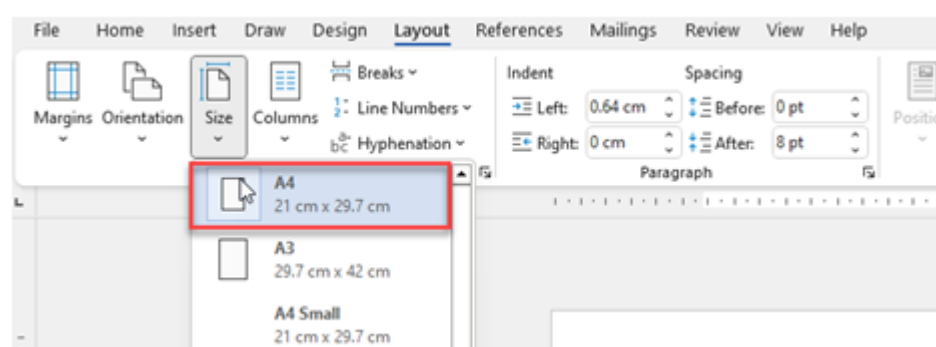 File Home Insert Draw Design Layout References Mailings Review View Help
Breaks
Indent
Spacing
Margins Orientation Size Columns
Line Numbers
Left: 0.64 cm
Before: 0 pt
Hyphenation
Right: 0 cm
After: 8 pt
Paragraph
A4
21 cm x 29.7 cm
A3
29.7 cm x 42 cm
A4 Small
21 cm x 29.7 cm